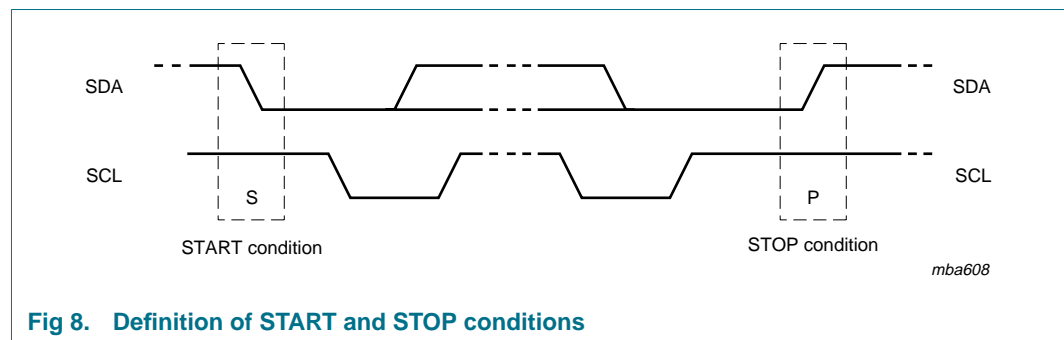 SDA SDA
SCL SCL
S P
START condition STOP condition
mba608
Fig 8. Definition of START and STOP conditions